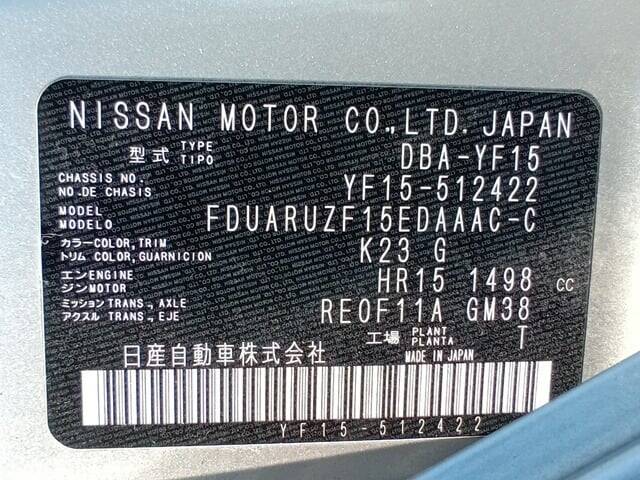 NISSAN MOTOR CO.,LTD.JAPAN
型式 TYPE TIPO DBA-YF15
CHASSIS NO. NO.DE CHASIS YF15-512422
MODEL MODELO FDUARUZF15EDAAAC-C
カラー COLOR,TRIM トリム COLOR,GUARNICION K23 G
エンジン ENGINE MOTOR HR15 1498 CC
ミッション TRANS., AXLE アクスル TRANS., EJE RE0F11A GM38
工場 PLANT PLANTA T
日産自動車株式会社 MADE IN JAPAN
YF15-512422